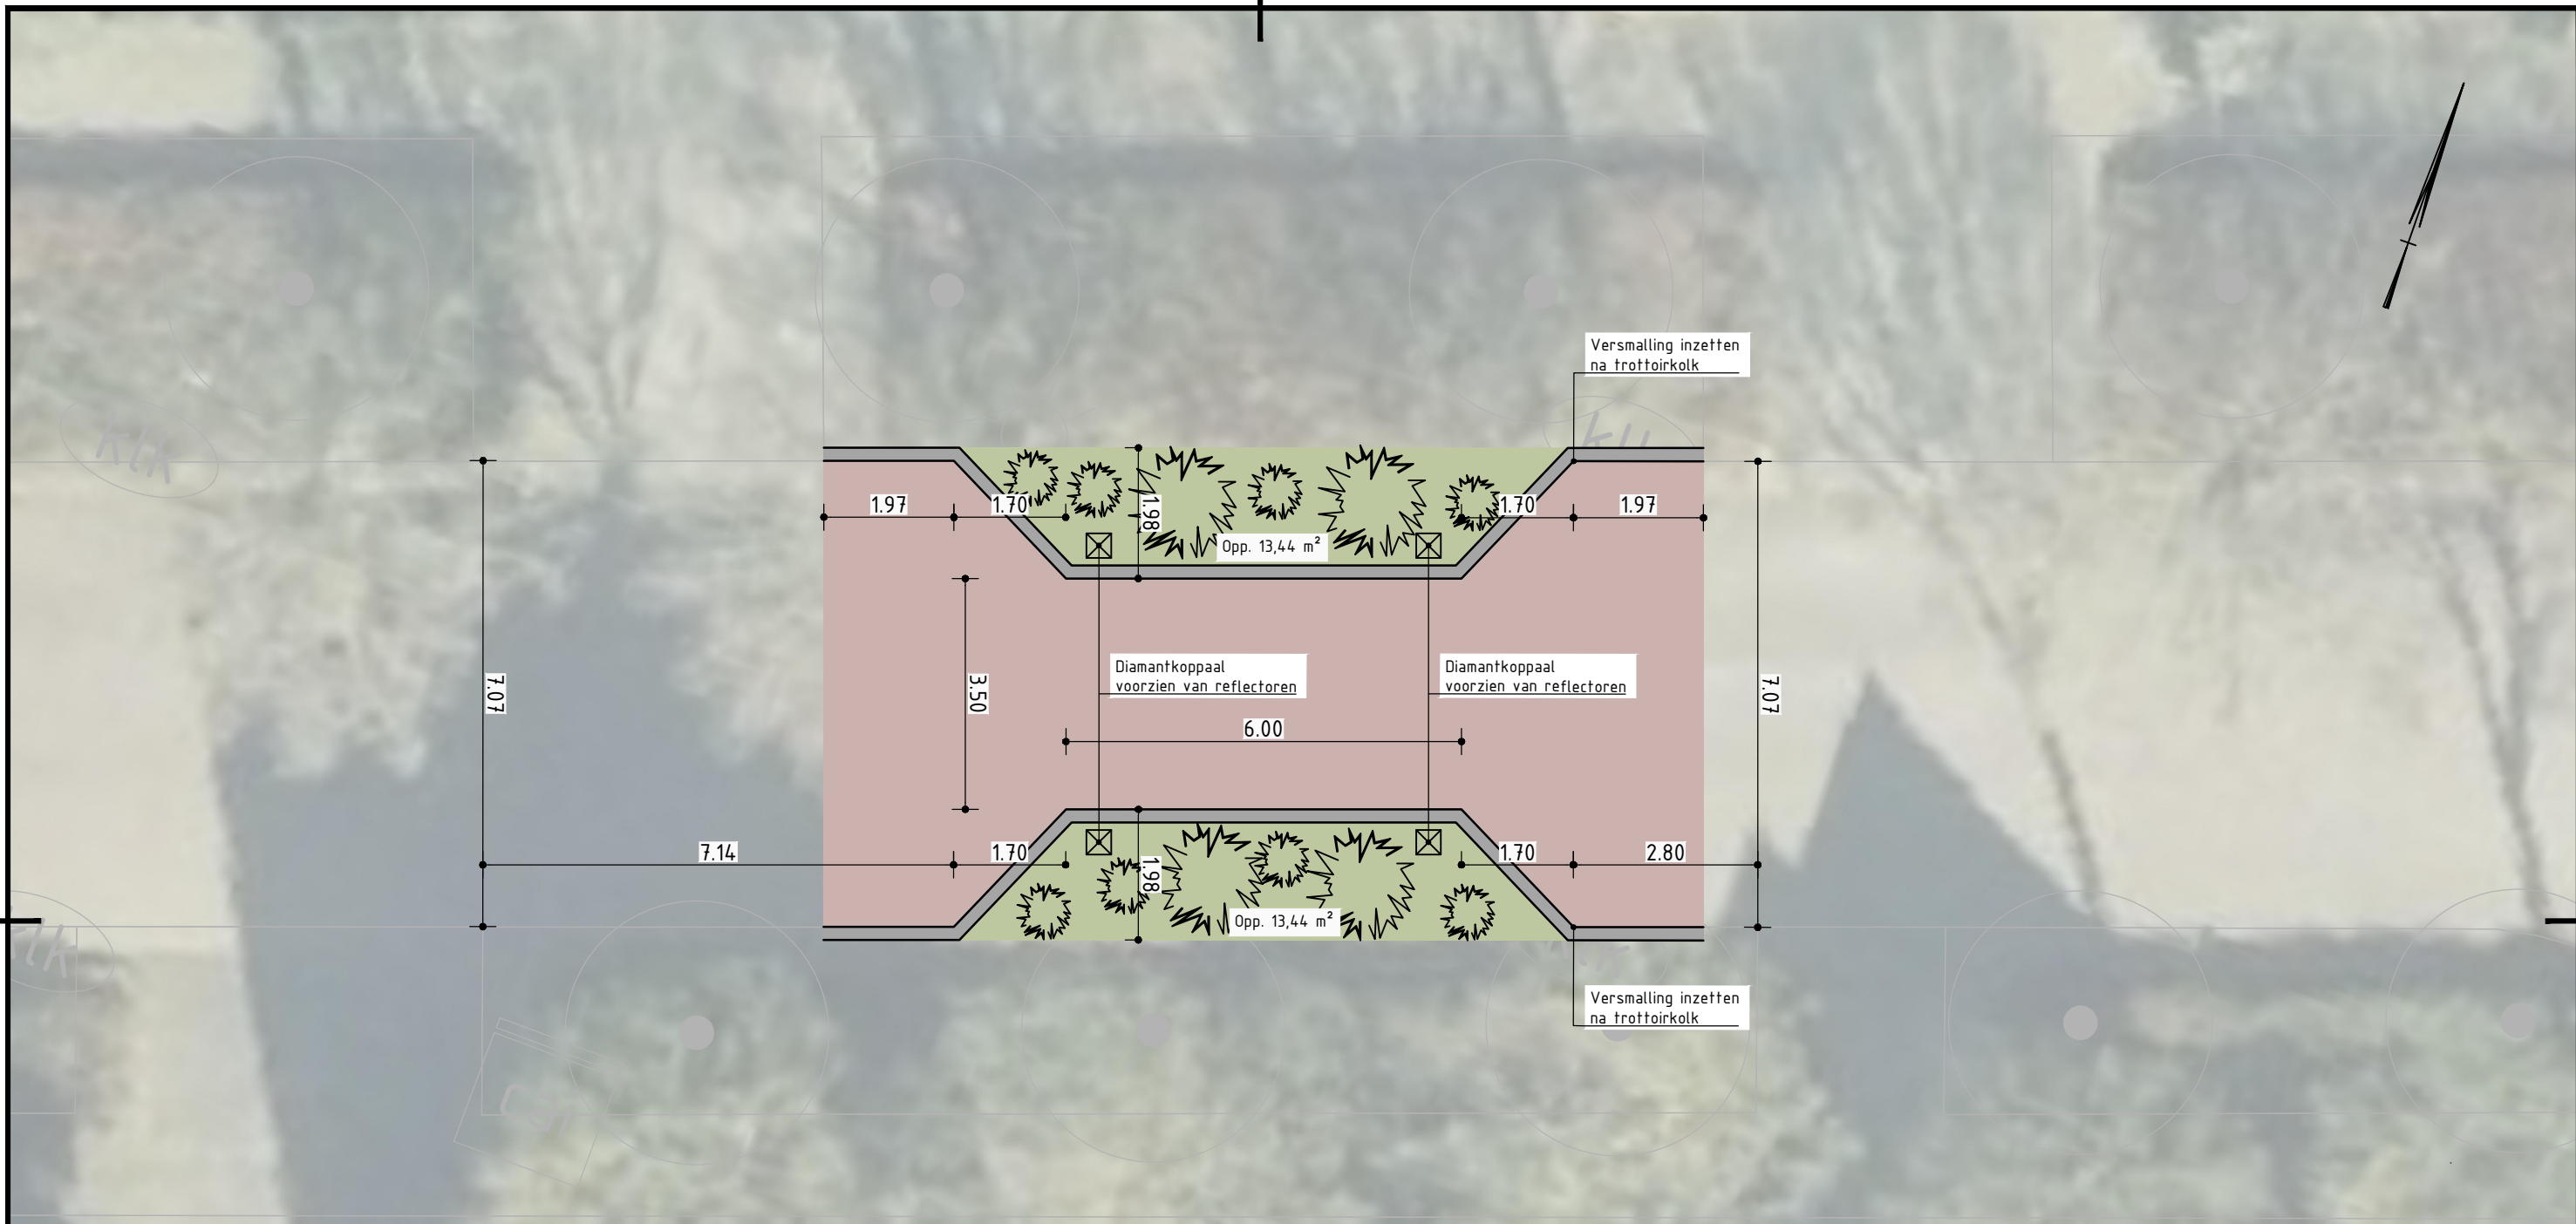 Versmalling inzetten
na trottoirkolk
klk
1.97
1.70
1.98
1.70
1.97
Opp. 13,44 m²
7.07
3.50
Diamantkoppaal
voorzien van reflectoren
Diamantkoppaal
voorzien van reflectoren
7.07
6.00
7.14
1.70
1.98
1.70
2.80
Opp. 13,44 m²
klk
Versmalling inzetten
na trottoirkolk